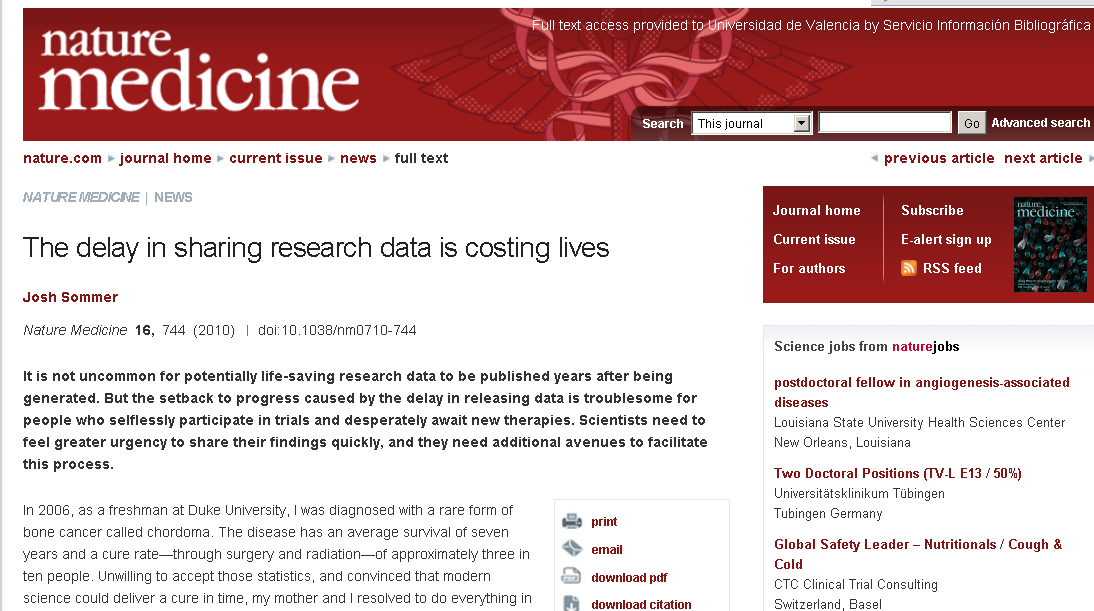 Full text access provided to Universidad de Valencia by Servicio Información Bibliográfica
nature
medicine
Search This journal Go Advanced search
nature.com journal home current issue news full text
previous article next article
NATURE MEDICINE | NEWS
The delay in sharing research data is costing lives
Josh Sommer
Nature Medicine 16, 744 (2010) | doi:10.1038/nm0710-744
It is not uncommon for potentially life-saving research data to be published years after being
generated. But the setback to progress caused by the delay in releasing data is troublesome for
people who selflessly participate in trials and desperately await new therapies. Scientists need to
feel greater urgency to share their findings quickly, and they need additional avenues to facilitate
this process.
In 2006, as a freshman at Duke University, I was diagnosed with a rare form of
bone cancer called chordoma. The disease has an average survival of seven
years and a cure rate—through surgery and radiation—of approximately three in
ten people. Unwilling to accept those statistics, and convinced that modern
science could deliver a cure in time, my mother and I resolved to do everything in
print
email
download pdf
download citation
Journal home
Current issue
For authors
Subscribe
E-alert sign up
RSS feed
nature
medicine
Science jobs from naturejobs
postdoctoral fellow in angiogenesis-associated
diseases
Louisiana State University Health Sciences Center
New Orleans, Louisiana
Two Doctoral Positions (TV-L E13 / 50%)
Universitätsklinikum Tübingen
Tubingen Germany
Global Safety Leader – Nutritionals / Cough &
Cold
CTC Clinical Trial Consulting
Switzerland, Basel